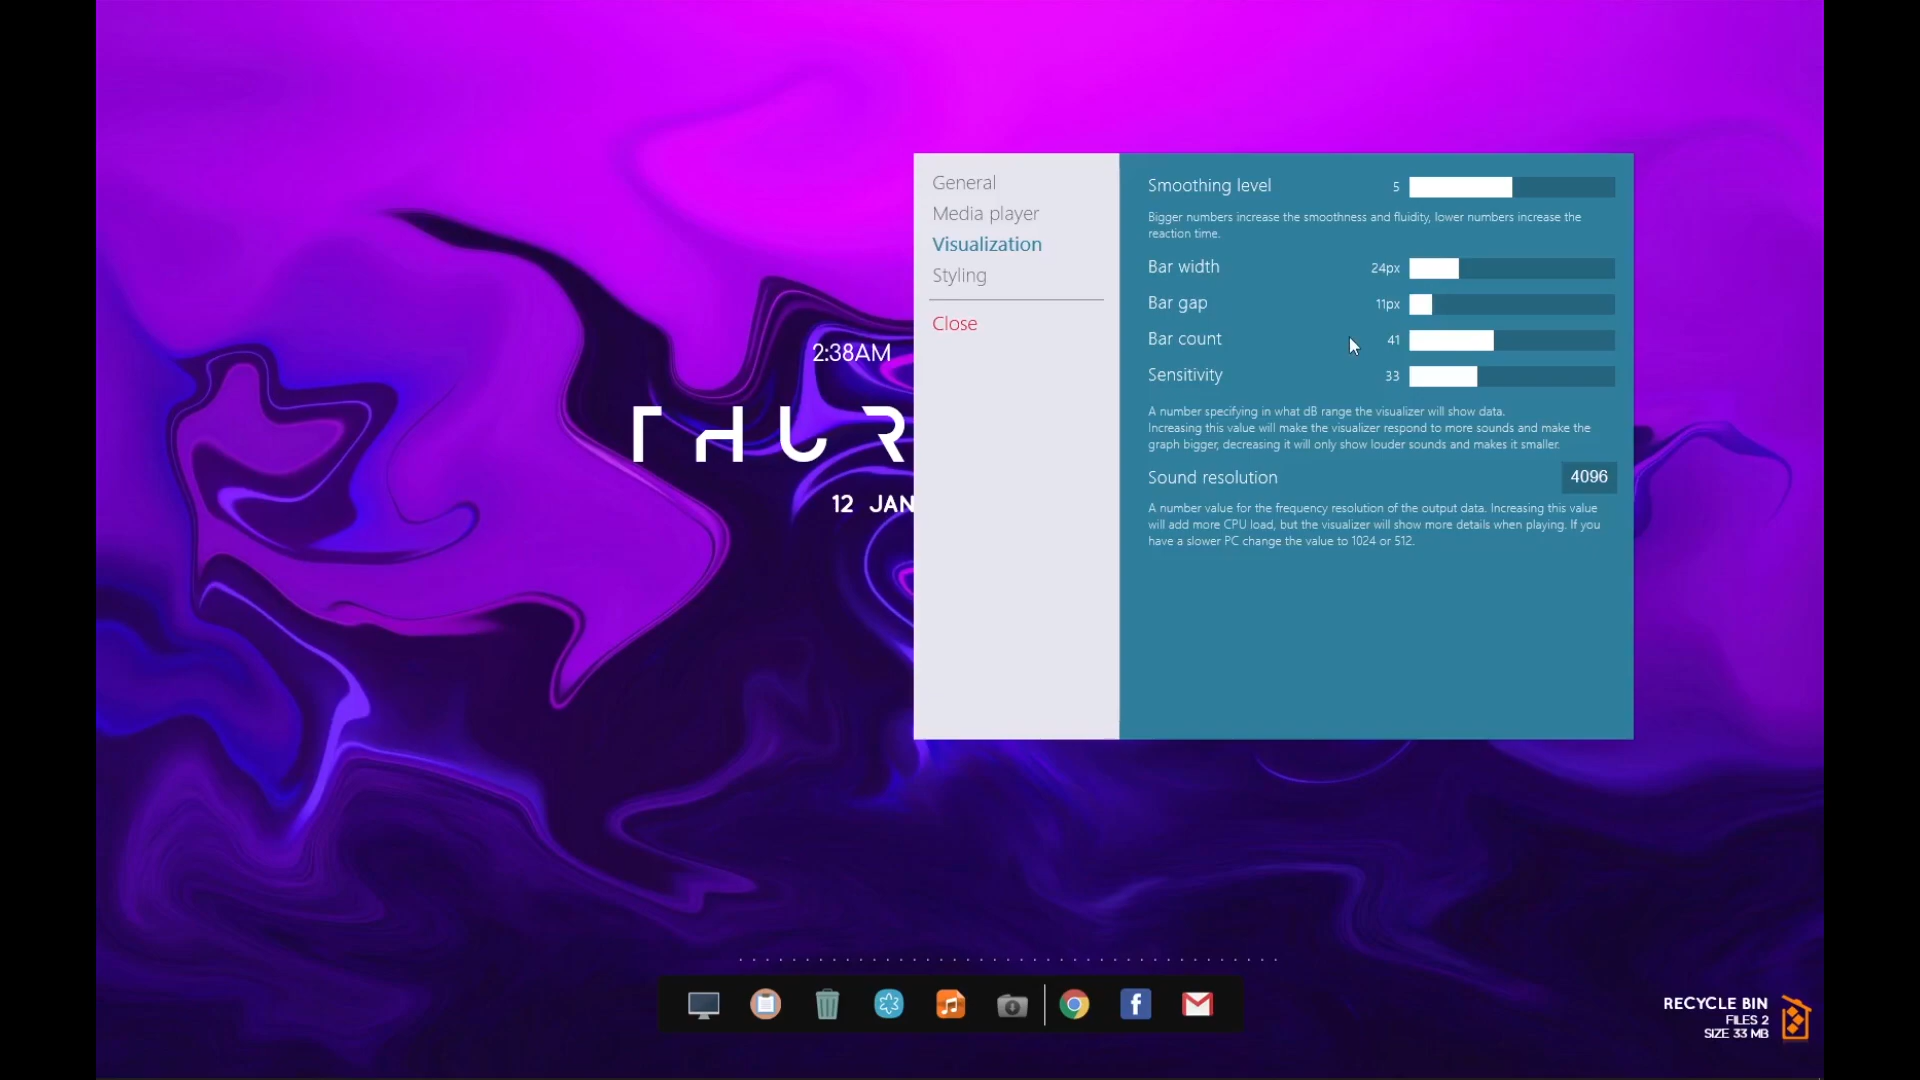 General
Media player
Visualization
Styling
Close
Smoothing level 5
Bigger numbers increase the smoothness and fluidity, lower numbers increase the
reaction time.
Bar width 24px
Bar gap 11px
Bar count 41
Sensitivity 33
A number specifying in what dB range the visualizer will show data.
Increasing this value will make the visualizer respond to more sounds and make the
graph bigger, decreasing it will only show louder sounds and makes it smaller.
Sound resolution 4096
A number value for the frequency resolution of the output data. Increasing this value
will add more CPU load, but the visualizer will show more details when playing. If you
have a slower PC change the value to 1024 or 512.
2:38AM
THUR
12 JAN
RECYCLE BIN
FILES 2
SIZE 33 MB